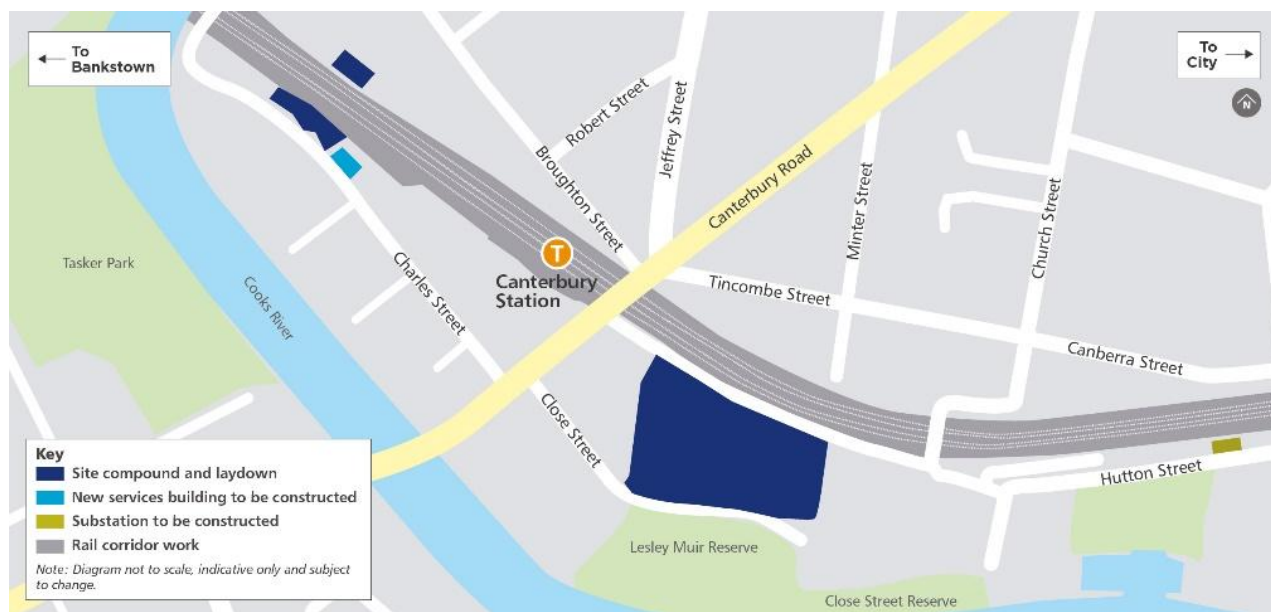 To
Bankstown
To
City
N
Robert Street
Jeffrey Street
Broughton Street
Canterbury Road
Minter Street
Church Street
Tasker Park
Cooks River
Charles Street
T
Canterbury
Station
Tincombe Street
Canberra Street
Close Street
Hutton Street
Lesley Muir Reserve
Close Street Reserve
Key
Site compound and laydown
New services building to be constructed
Substation to be constructed
Rail corridor work
Note: Diagram not to scale, indicative only and subject
to change.